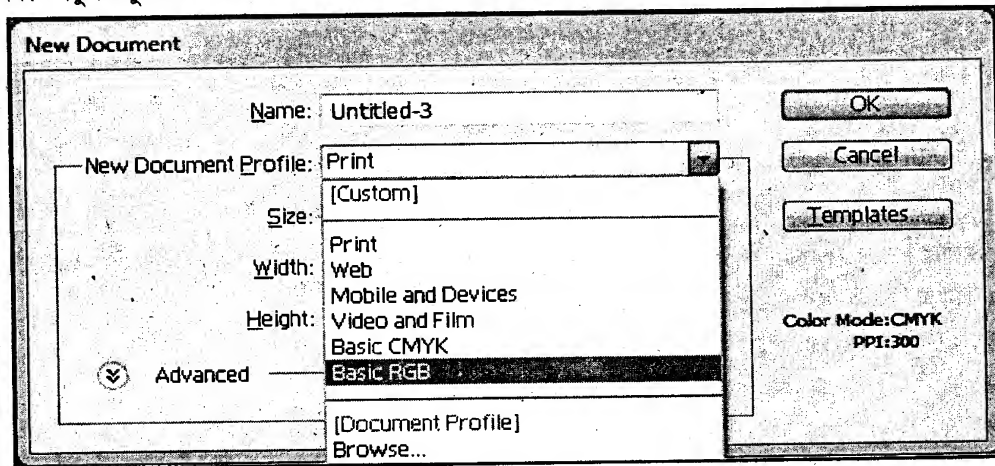 New Document
Name: Untitled-3
OK
New Document Profile: Print
Cancel
[Custom]
Size:
Templates...
Print
Width: Web
Mobile and Devices
Height: Video and Film
Color Mode:CMYK
Basic CMYK
PPI:300
Advanced
Basic RGB
[Document Profile]
Browse...